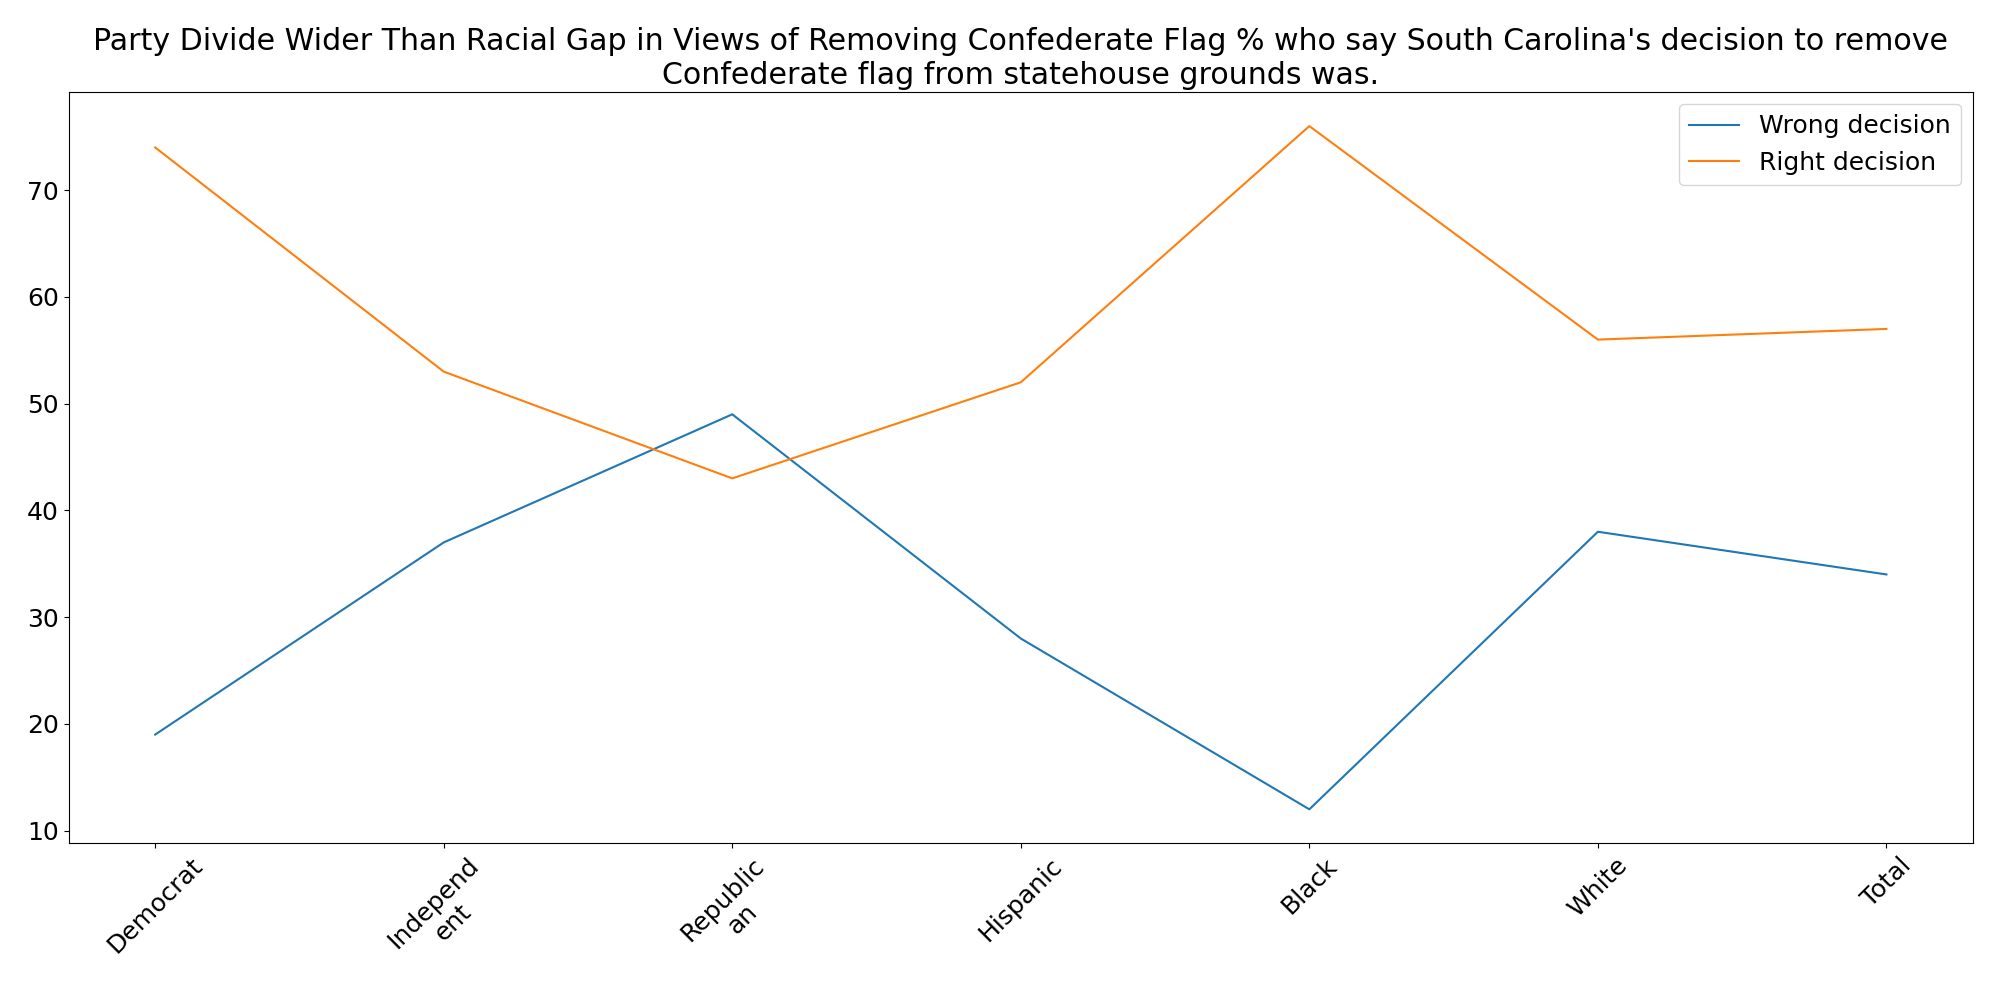 Party Divide Wider Than Racial Gap in Views of Removing Confederate Flag % who say South Carolina's decision to remove
Confederate flag from statehouse grounds was.
Wrong decision
Right decision
70
60
50
40
30
20
10
Democrat
Independ
ent
Republic
an
Hispanic
Black
White
Total